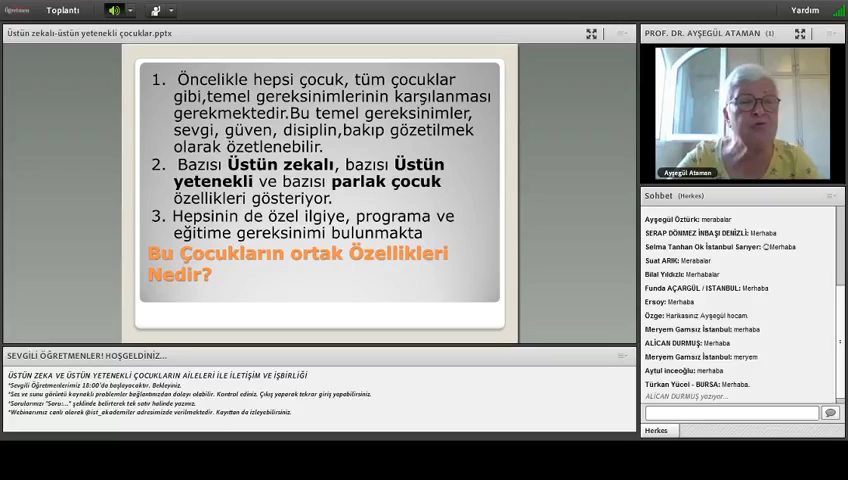 Öğretmen
Toplantı
Yardım
Üstün zekalı-üstün yetenekli çocuklar.pptx
1. Öncelikle hepsi çocuk, tüm çocuklar
gibi,temel gereksinimlerinin karşılanması
gerekmektedir.Bu temel gereksinimler,
sevgi, güven, disiplin,bakıp gözetilmek
olarak özetlenebilir.
2. Bazısı Üstün zekalı, bazısı Üstün
yetenekli ve bazısı parlak çocuk
özellikleri gösteriyor.
3. Hepsinin de özel ilgiye, programa ve
eğitime gereksinimi bulunmakta
Bu Çocukların ortak Özellikleri
Nedir?
SEVGİLİ ÖĞRETMENLER! HOŞGELDİNİZ...
ÜSTÜN ZEKA VE ÜSTÜN YETENEKLİ ÇOCUKLARIN AİLELERİ İLE İLETİŞİM VE İŞBİRLİĞİ
*Sevgili Öğretmenlerimiz 18:00'de başlayacaktır. Bekleyiniz.
*Ses ve sunu görüntü kaynaklı problemler bağlantınızdan dolayı olabilir. Kontrol ediniz. Çıkış yaparak tekrar giriş yapabilirsiniz.
*Sorularınızı "Soru:..." şeklinde belirterek tek satır halinde yazınız.
*Webinarımız canlı olarak @ist_akademiler adresimizde verilmektedir. Kayıttan da izleyebilirsiniz.
PROF. DR. AYŞEGÜL ATAMAN (1)
Ayşegül Ataman
Sohbet (Herkes)
Ayşegül Öztürk: merabalar
SERAP DÖNMEZ İNBAŞI DENİZLİ: Merhaba
Selma Tanhan Ok İstanbul Sarıyer: Merhaba
Suat ARIK: Merabalar
Bilal Yıldızlı: Merhabalar
Funda AÇARGÜL / ISTANBUL: Merhaba
Ersoy: Merhaba
Özge: Harikasınız Ayşegül hocam.
Meryem Gamsız İstanbul: merhaba
ALİCAN DURMUŞ: Merhaba
Meryem Gamsız İstanbul: meryem
Aytul inceoğlu: merhaba
Türkan Yücel - BURSA: Merhaba.
ALİCAN DURMUŞ yazıyor...
Herkes